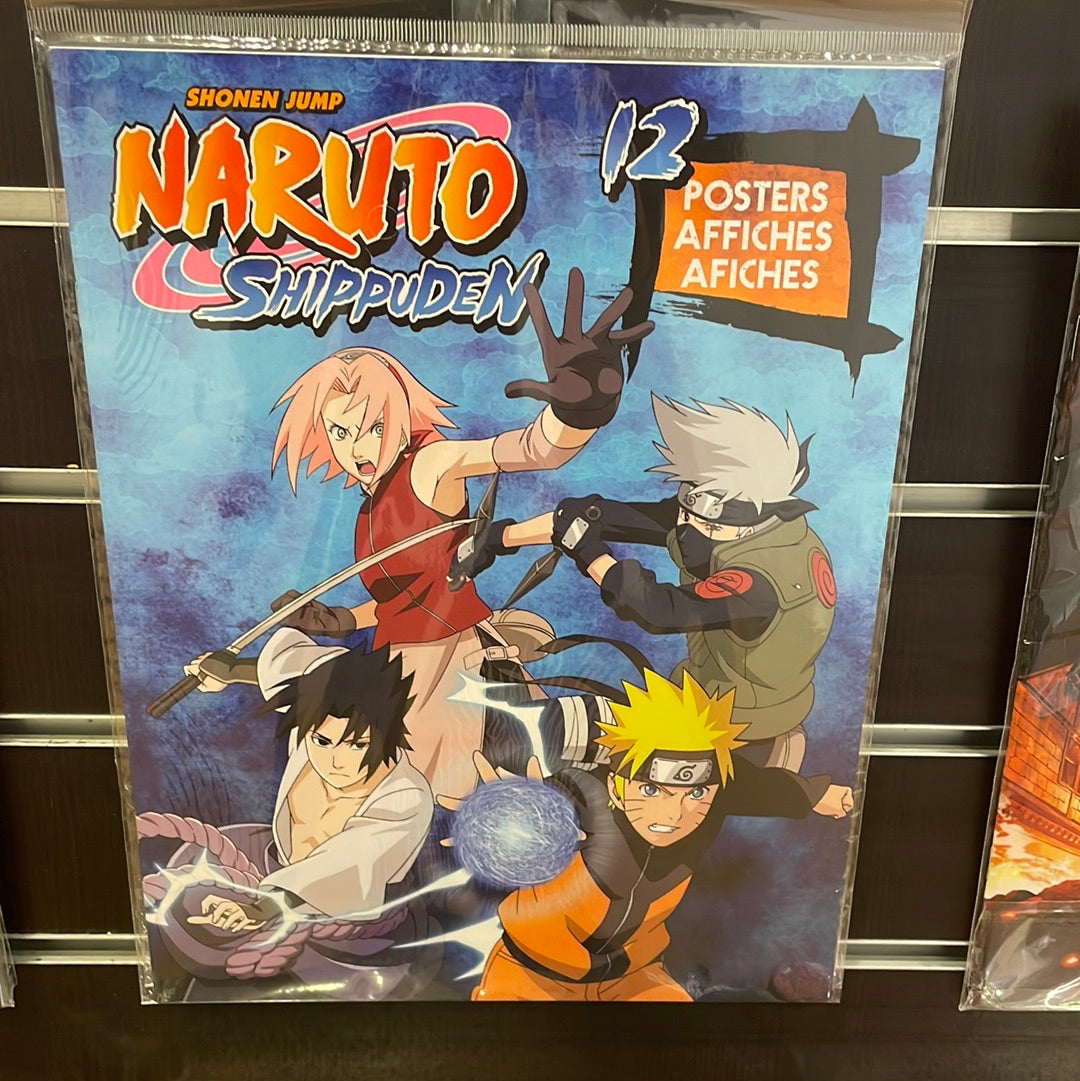 SHONEN JUMP
NARUTO
SHIPPUDEN
12
POSTERS
AFFICHES
AFICHES